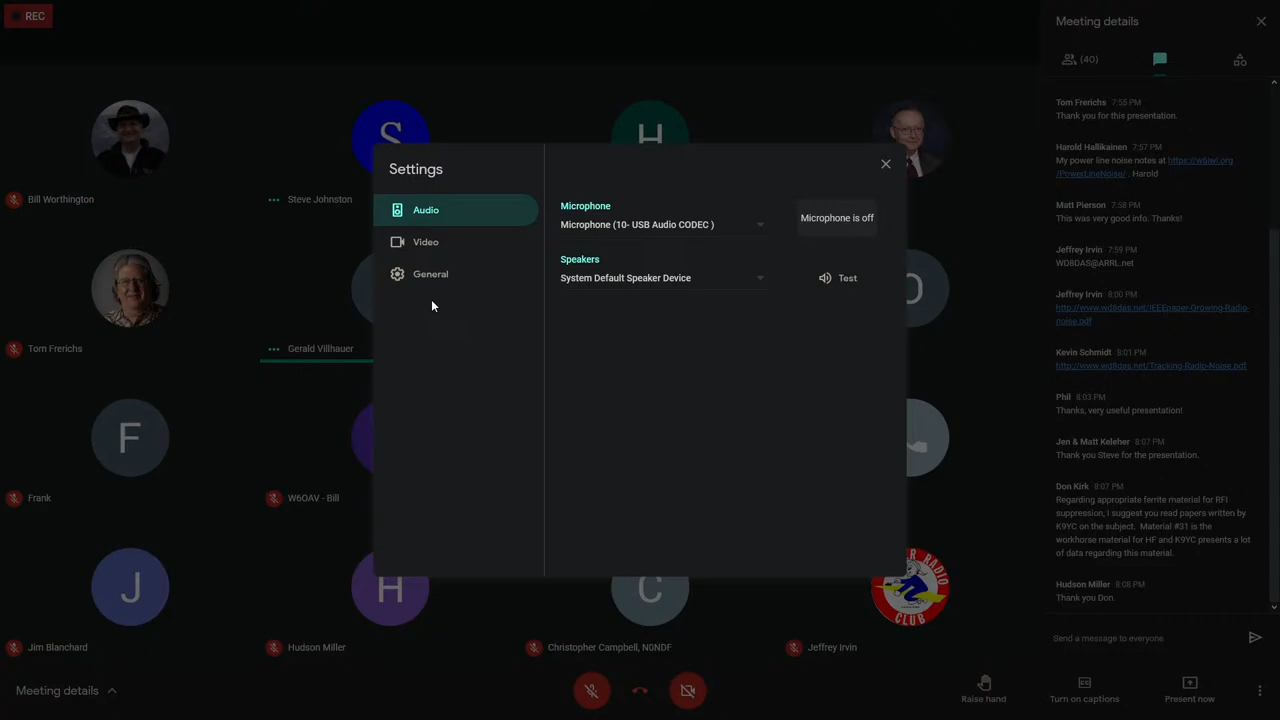 REC
Meeting details
(40)
Bill Worthington
S
Steve Johnston
H
Tom Frerichs
Gerald Villhauer
F
Frank
W6OAV - Bill
J
Jim Blanchard
H
Hudson Miller
C
Christopher Campbell, N0NDF
RADIO
CLUB
Jeffrey Irvin
Settings
Audio
Video
General
Microphone
Microphone (10- USB Audio CODEC )
Microphone is off
Speakers
System Default Speaker Device
Test
Tom Frerichs 7:55 PM
Thank you for this presentation.
Harold Hallikainen 7:57 PM
My power line noise notes at https://w6iwI.org
/PowerLineNoise/ . Harold
Matt Pierson 7:58 PM
This was very good info. Thanks!
Jeffrey Irvin 7:59 PM
WD8DAS@ARRL.net
Jeffrey Irvin 8:00 PM
http://www.wd8das.net/IEEEpaper-Growing-Radio-
noise.pdf
Kevin Schmidt 8:01 PM
http://www.wd8das.net/Tracking-Radio-Noise.pdf
Phil 8:03 PM
Thanks, very useful presentation!
Jen & Matt Keleher 8:07 PM
Thank you Steve for the presentation.
Don Kirk 8:07 PM
Regarding appropriate ferrite material for RFI
suppression, I suggest you read papers written by
K9YC on the subject. Material #31 is the
workhorse material for HF and K9YC presents a lot
of data regarding this material.
Hudson Miller 8:08 PM
Thank you Don.
Send a message to everyone
Meeting details
Raise hand
Turn on captions
Present now